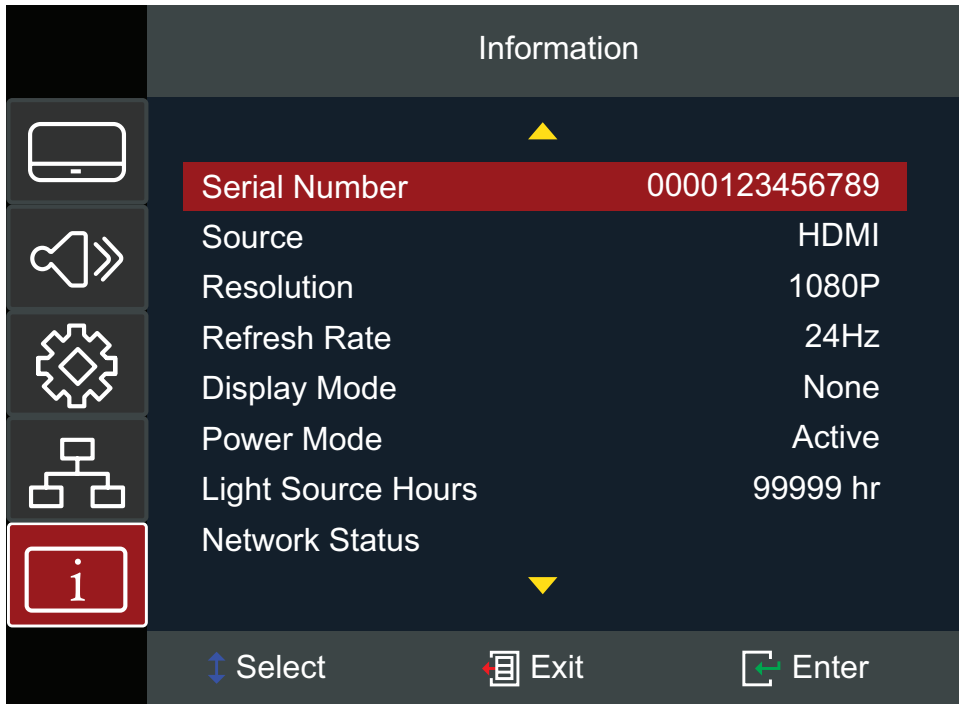 Information
Serial Number 0000123456789
Source HDMI
Resolution 1080P
Refresh Rate 24Hz
Display Mode None
Power Mode Active
Light Source Hours 99999 hr
Network Status
i
Select Exit Enter